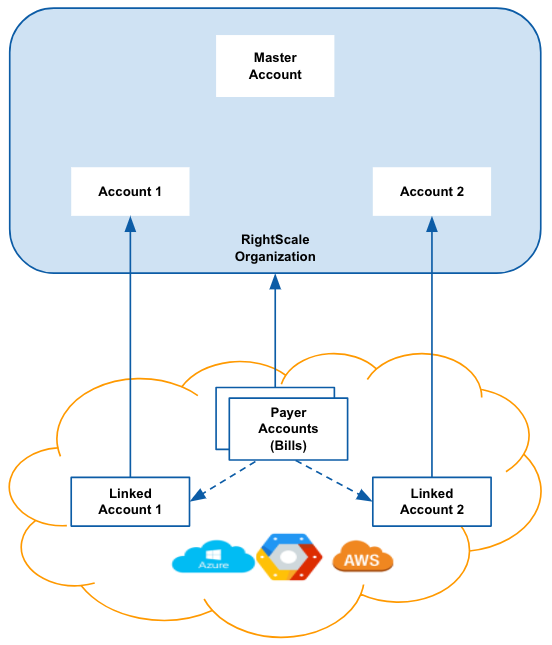 Master
Account
Account 1
Account 2
RightScale
Organization
Payer
Accounts
(Bills)
Linked
Account 1
Linked
Account 2
Azure
AWS